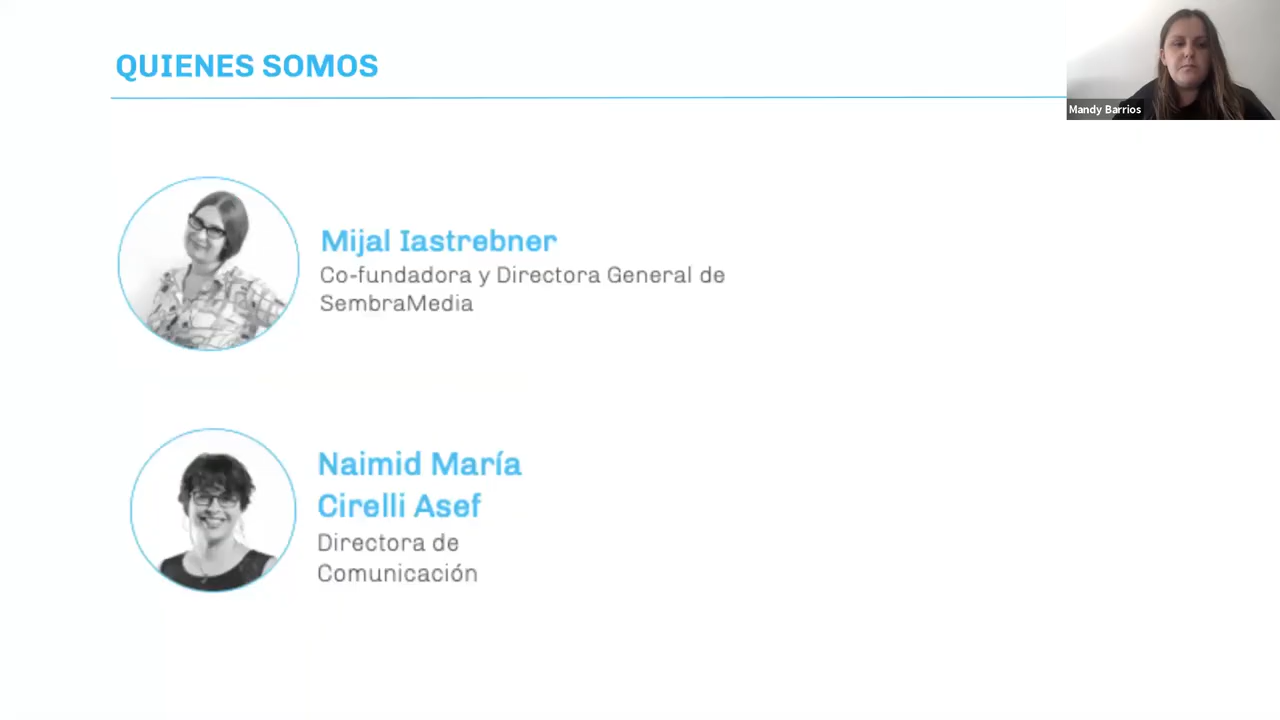 QUIENES SOMOS
Mandy Barrios
Mijal Iastrebner
Co-fundadora y Directora General de
SembraMedia
Naimid María
Cirelli Asef
Directora de
Comunicación